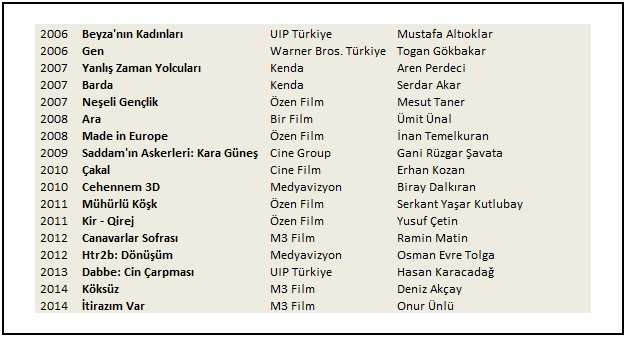 2006 Beyza'nın Kadınları UIP Türkiye Mustafa Altıoklar
2006 Gen Warner Bros. Türkiye Togan Gökbakar
2007 Yanlış Zaman Yolcuları Kenda Aren Perdeci
2007 Barda Kenda Serdar Akar
2007 Neşeli Gençlik Özen Film Mesut Taner
2008 Ara Bir Film Ümit Ünal
2008 Made in Europe Özen Film İnan Temelkuran
2009 Saddam'ın Askerleri: Kara Güneş Cine Group Gani Rüzgar Şavata
2010 Çakal Cine Film Erhan Kozan
2010 Cehennem 3D Medyavizyon Biray Dalkıran
2011 Mühürlü Köşk Özen Film Serkant Yaşar Kutlubay
2011 Kir - Qirej Özen Film Yusuf Çetin
2012 Canavarlar Sofrası M3 Film Ramin Matin
2012 Htr2b: Dönüşüm Medyavizyon Osman Evre Tolga
2013 Dabbe: Cin Çarpması UIP Türkiye Hasan Karacadağ
2014 Köksüz M3 Film Deniz Akçay
2014 İtirazım Var M3 Film Onur Ünlü